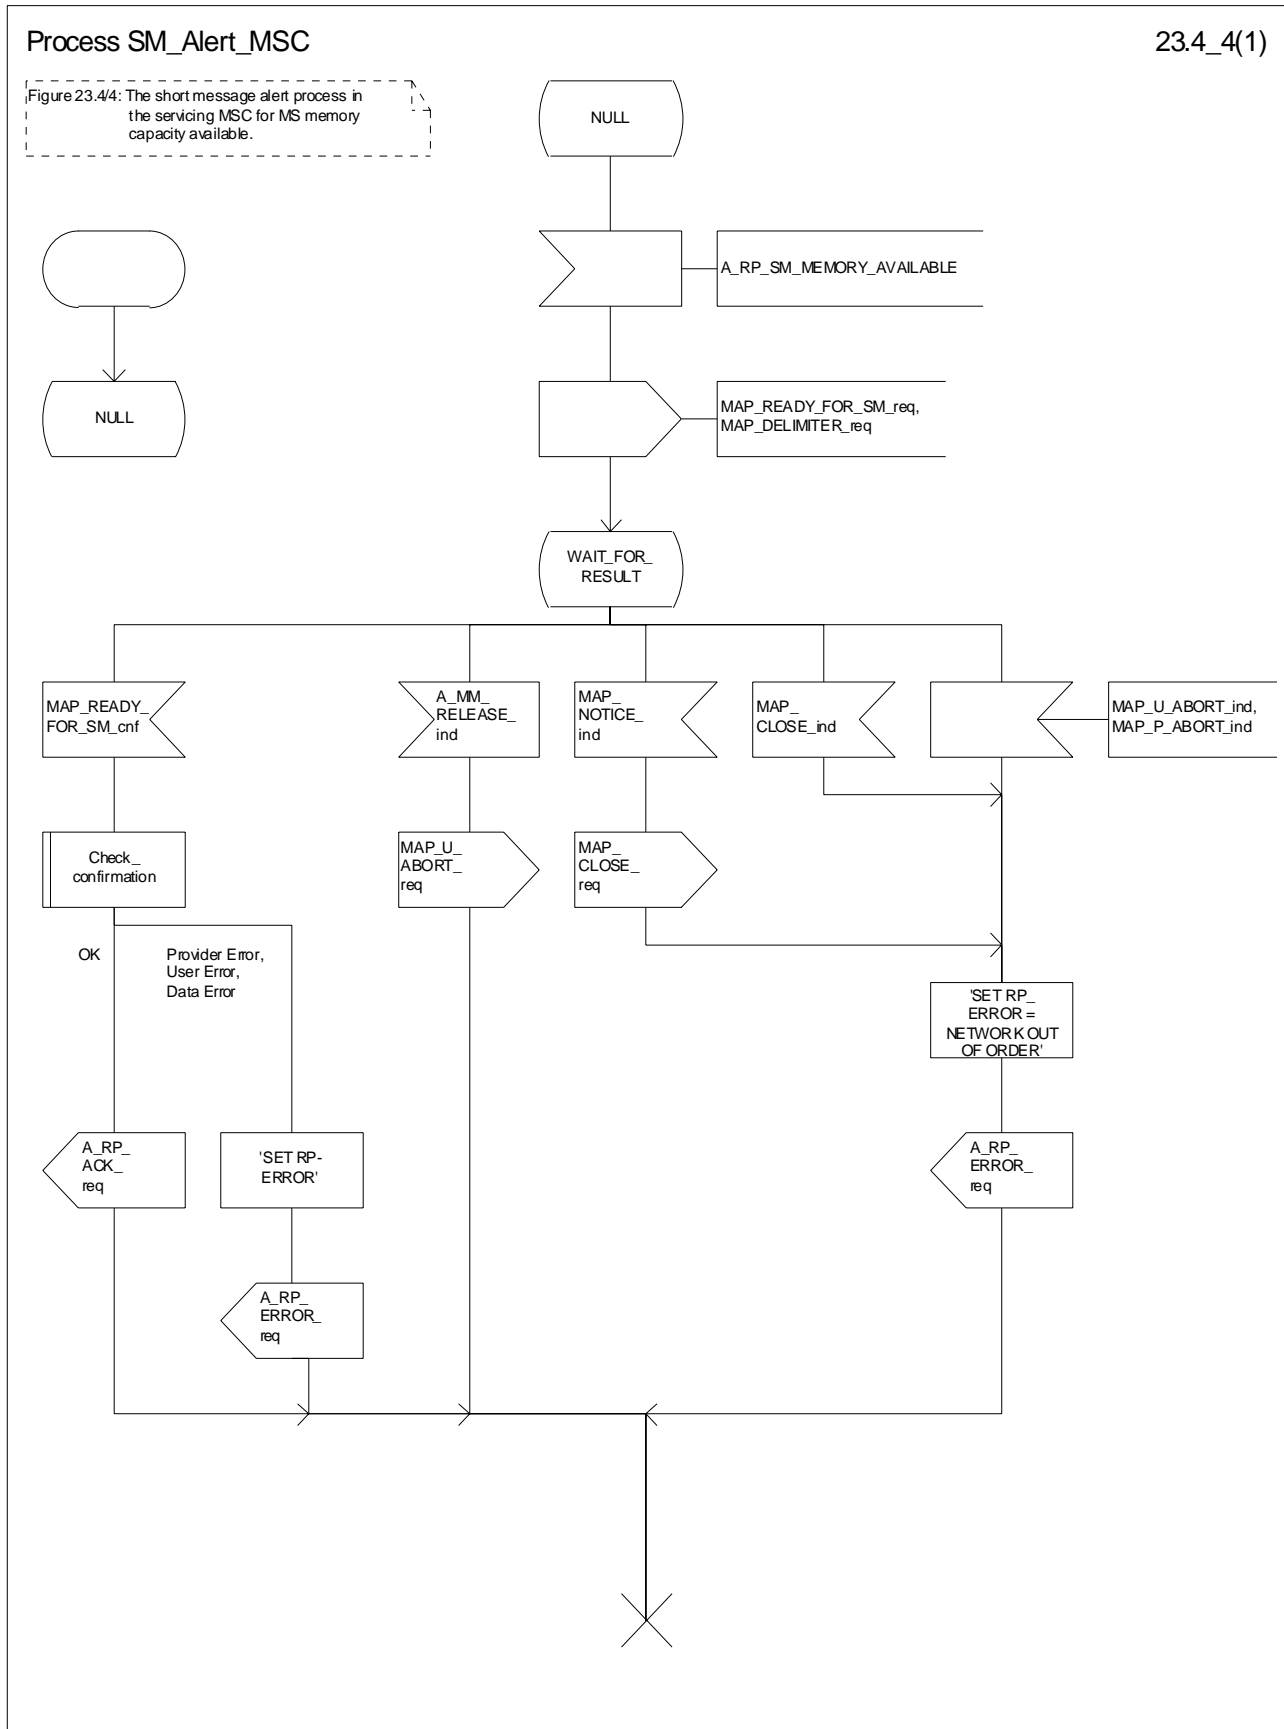 Process SM_Alert_MSC
23.4_4(1)
Figure 23.4/4: The short message alert process in
the servicing MSC for MS memory
capacity available.
NULL
A_RP_SM_MEMORY_AVAILABLE
NULL
MAP_READY_FOR_SM_req,
MAP_DELIMITER_req
WAIT_FOR_
RESULT
MAP_READY_
FOR_SM_cnf
A_MM_
RELEASE_
ind
MAP_
NOTICE_
ind
MAP_
CLOSE_ind
MAP_U_ABORT_ind,
MAP_P_ABORT_ind
Check_
confirmation
MAP_U_
ABORT_
req
MAP_
CLOSE_
req
OK
Provider Error,
User Error,
Data Error
'SET RP_
ERROR =
NETWORK OUT
OF ORDER'
A_RP_
ACK_
req
'SET RP-
ERROR'
A_RP_
ERROR_
req
A_RP_
ERROR_
req